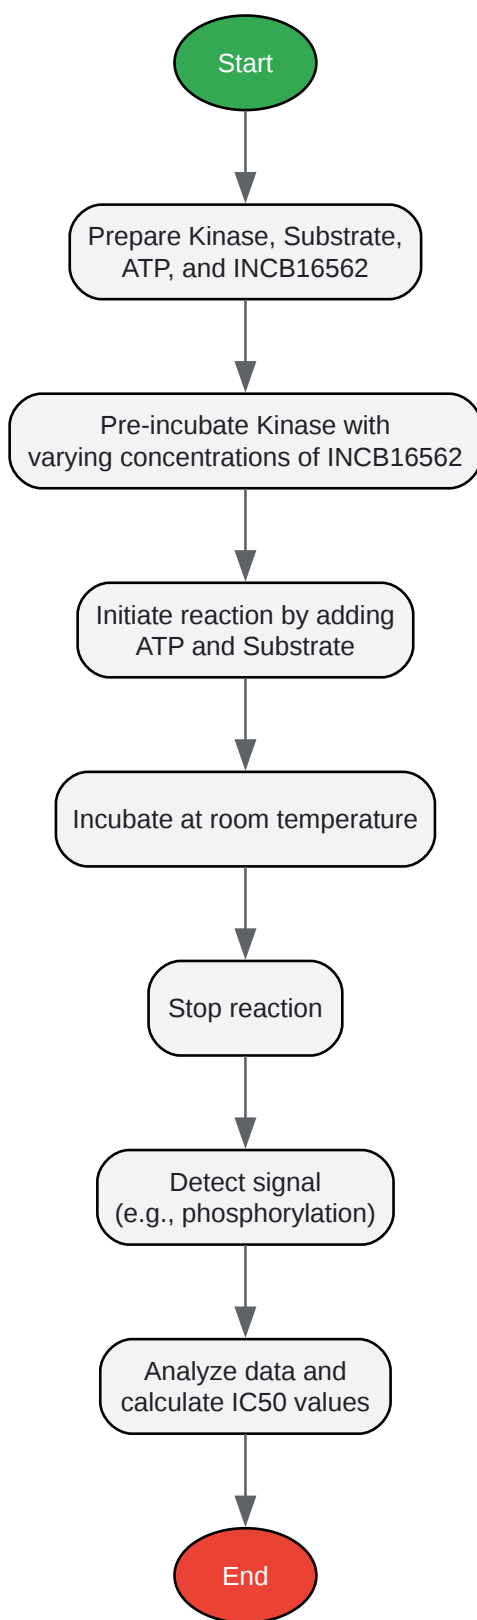 Start
Prepare Kinase, Substrate,
ATP, and INCB16562
Pre-incubate Kinase with
varying concentrations of INCB16562
Initiate reaction by adding
ATP and Substrate
Incubate at room temperature
Stop reaction
Detect signal
(e.g., phosphorylation)
Analyze data and
calculate IC50 values
End